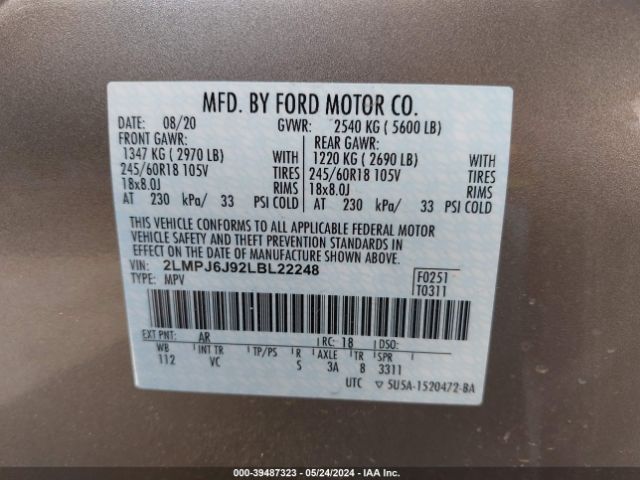 MFD. BY FORD MOTOR CO.
DATE: 08/20 GVWR: 2540 KG ( 5600 LB)
FRONT GAWR: REAR GAWR:
1347 KG ( 2970 LB) WITH 1220 KG ( 2690 LB) WITH
245/60R18 105V TIRES 245/60R18 105V TIRES
18x8.0J RIMS 18x8.0J RIMS
AT 230 kPa/ 33 PSI COLD AT 230 kPa/ 33 PSI COLD
THIS VEHICLE CONFORMS TO ALL APPLICABLE FEDERAL MOTOR
VEHICLE SAFETY AND THEFT PREVENTION STANDARDS IN
EFFECT ON THE DATE OF MANUFACTURE SHOWN ABOVE.
VIN: 2LMPJ6J92LBL22248
TYPE: MPV
F0251
T0311
EXT PNT: AR RC: 18 DSO:
WB INT TR TP/PS R AXLE TR SPR
112 VC S 3A 8 3311
UTC ▽ 5U5A-1520472-BA
000-39487323 — 05/24/2024 — IAA Inc.